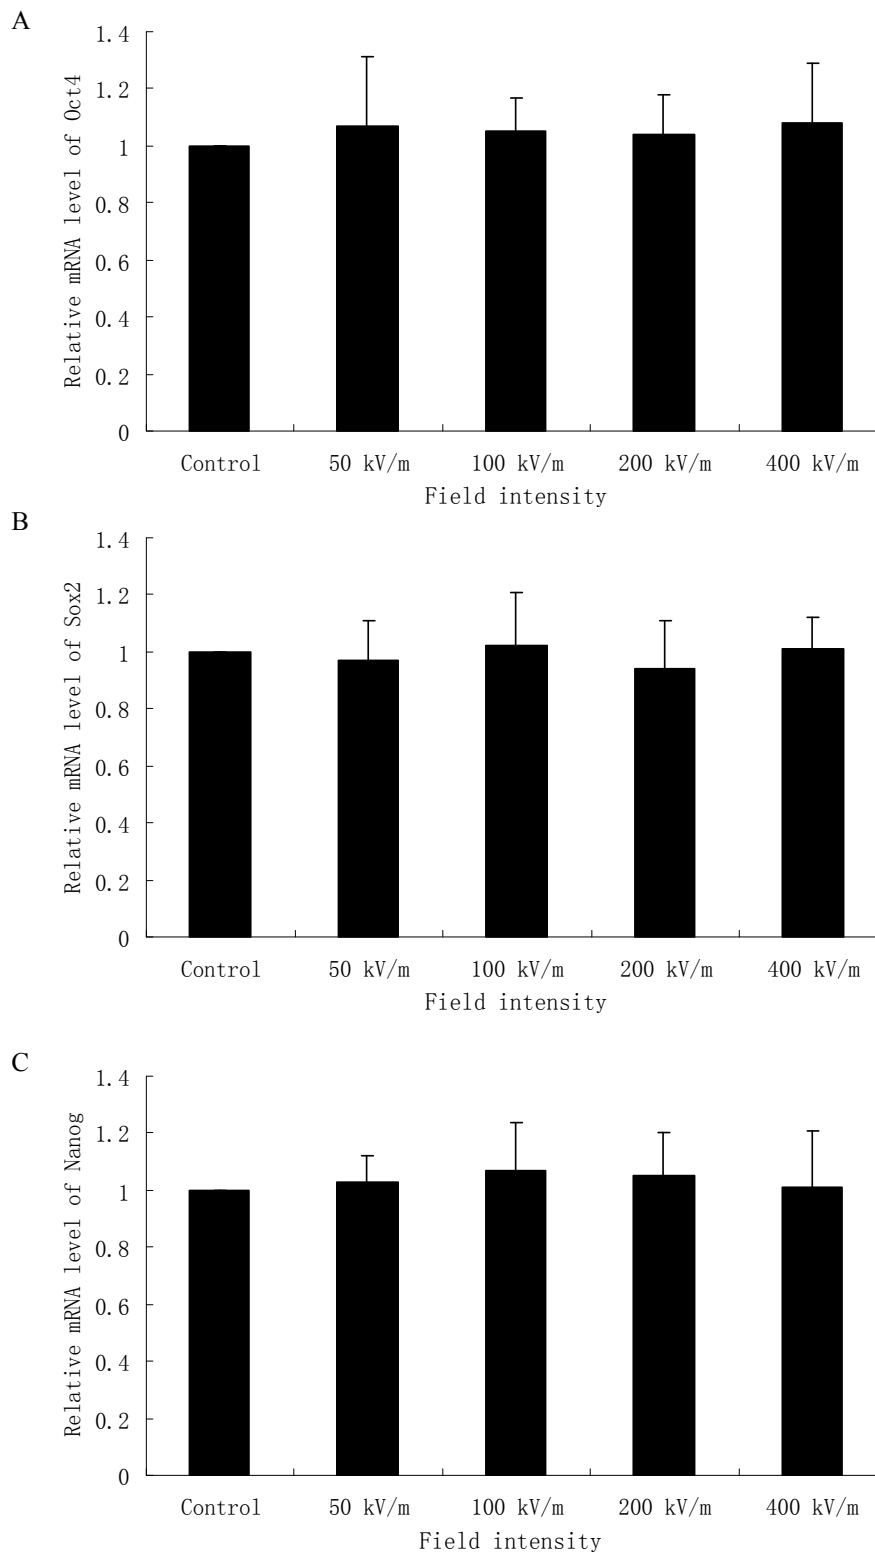 A
Relative mRNA level of Oct4
1.4
1.2
1
0.8
0.6
0.4
0.2
0
Control 50 kV/m 100 kV/m 200 kV/m 400 kV/m
Field intensity
B
Relative mRNA level of Sox2
1.4
1.2
1
0.8
0.6
0.4
0.2
0
Control 50 kV/m 100 kV/m 200 kV/m 400 kV/m
Field intensity
C
Relative mRNA level of Nanog
1.4
1.2
1
0.8
0.6
0.4
0.2
0
Control 50 kV/m 100 kV/m 200 kV/m 400 kV/m
Field intensity